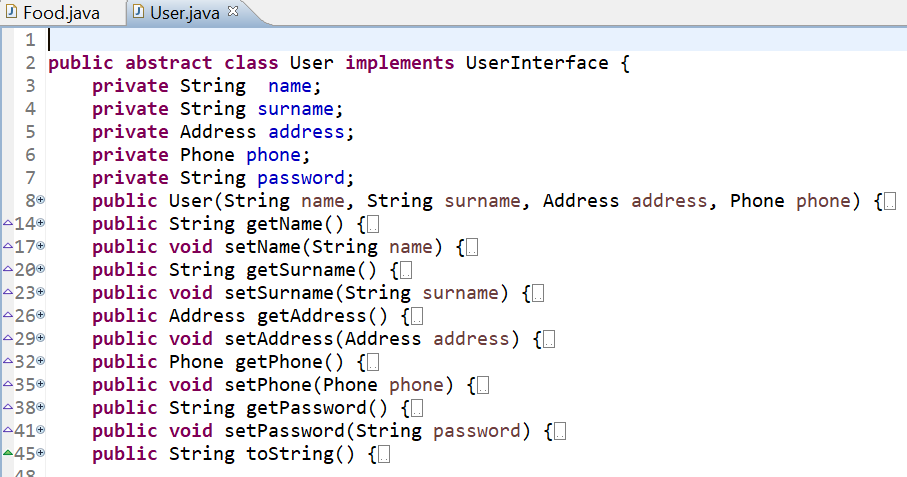 Food.java User.java
1
2 public abstract class User implements UserInterface {
3 private String  name;
4 private String surname;
5 private Address address;
6 private Phone phone;
7 private String password;
8 public User(String name, String surname, Address address, Phone phone) {
14 public String getName() {
17 public void setName(String name) {
20 public String getSurname() {
23 public void setSurname(String surname) {
26 public Address getAddress() {
29 public void setAddress(Address address) {
32 public Phone getPhone() {
35 public void setPhone(Phone phone) {
38 public String getPassword() {
41 public void setPassword(String password) {
45 public String toString() {
48